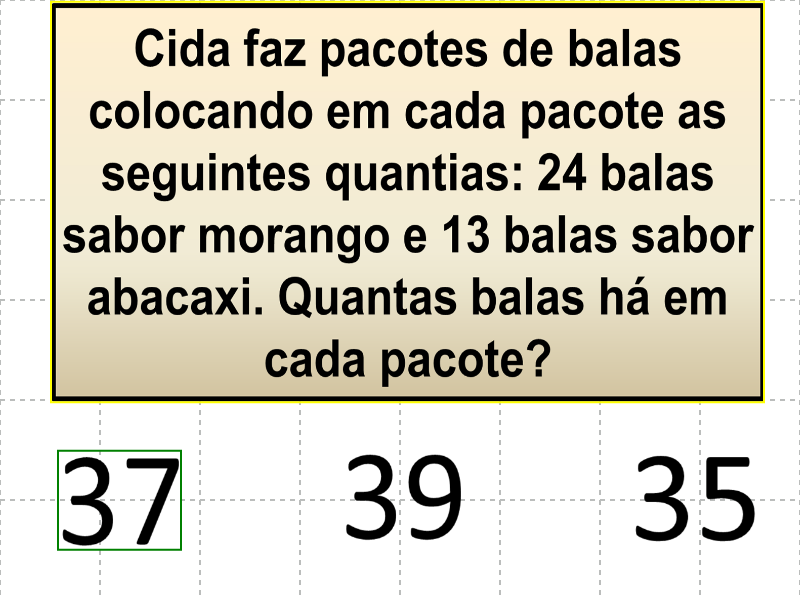 Cida faz pacotes de balas
colocando em cada pacote as
seguintes quantias: 24 balas
sabor morango e 13 balas sabor
abacaxi. Quantas balas há em
cada pacote?
37 39 35